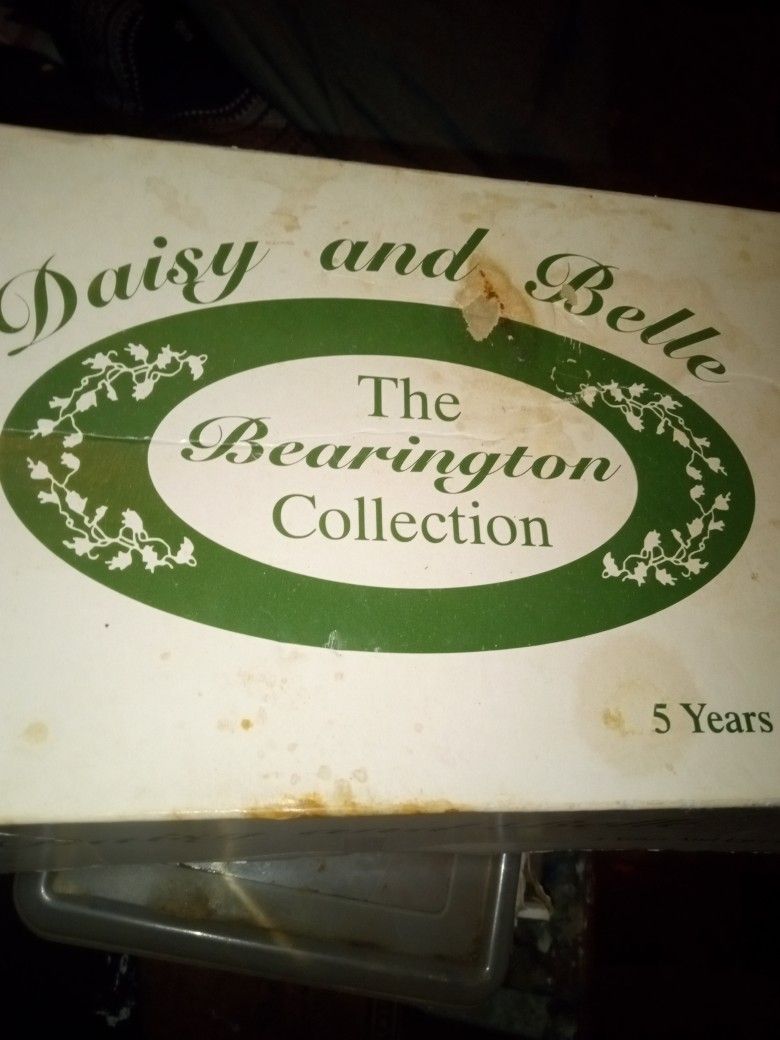 Daisy and Belle
The
Bearington
Collection
5 Years